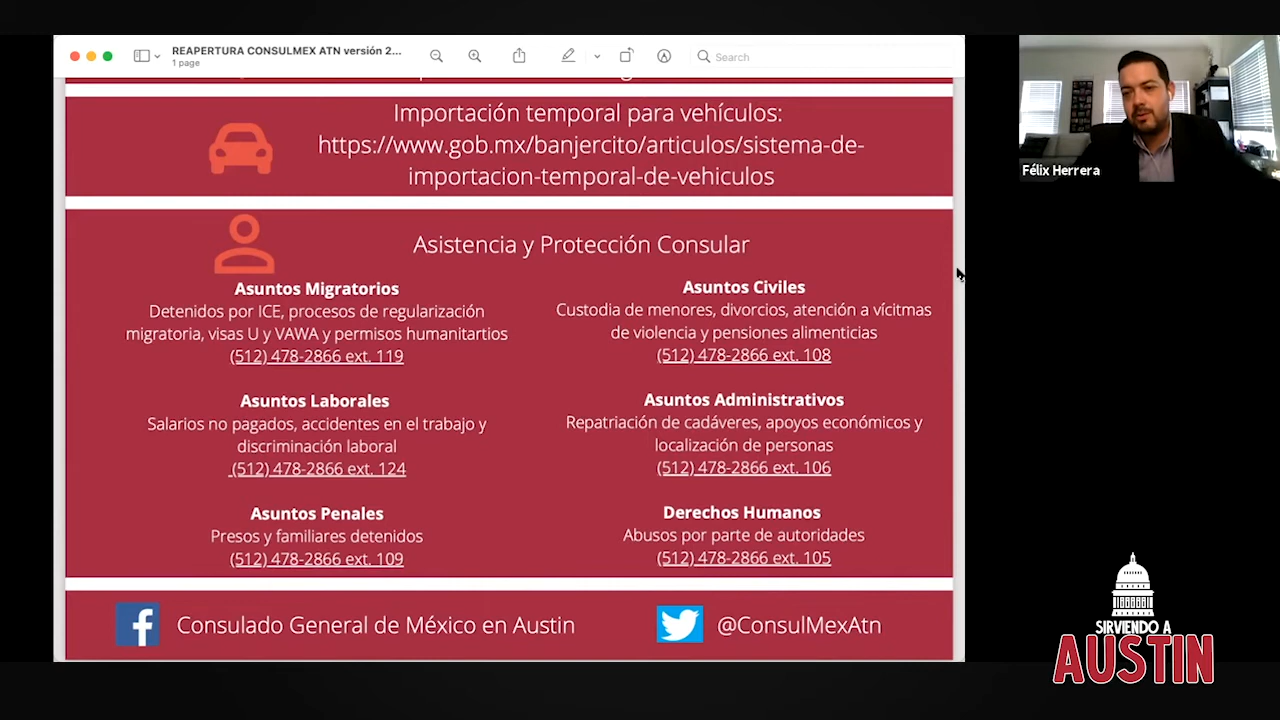 REAPERTURA CONSULMEX ATN versión 2...
1 page
Search
Importación temporal para vehículos:
https://www.gob.mx/banjercito/articulos/sistema-de-
importacion-temporal-de-vehiculos
Félix Herrera
Asistencia y Protección Consular
Asuntos Migratorios
Detenidos por ICE, procesos de regularización
migratoria, visas U y VAWA y permisos humanitartios
(512) 478-2866 ext. 119
Asuntos Civiles
Custodia de menores, divorcios, atención a vícitmas
de violencia y pensiones alimenticias
(512) 478-2866 ext. 108
Asuntos Laborales
Salarios no pagados, accidentes en el trabajo y
discriminación laboral
(512) 478-2866 ext. 124
Asuntos Administrativos
Repatriación de cadáveres, apoyos económicos y
localización de personas
(512) 478-2866 ext. 106
Asuntos Penales
Presos y familiares detenidos
(512) 478-2866 ext. 109
Derechos Humanos
Abusos por parte de autoridades
(512) 478-2866 ext. 105
Consulado General de México en Austin
@ConsulMexAtn
SIRVIENDO A
AUSTIN